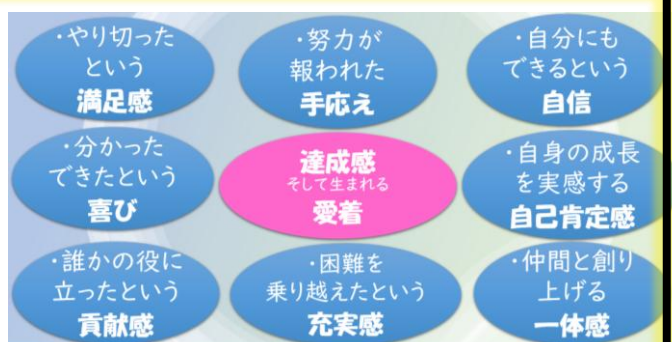 ・やり切った
という
満足感
・努力が
報われた
手応え
・自分にも
できるという
自信
・分かった
できたという
喜び
達成感
そして生まれる
愛着
・自身の成長
を実感する
自己肯定感
・誰かの役に
立ったという
貢献感
・困難を
乗り越えたという
充実感
・仲間と創り
上げる
一体感